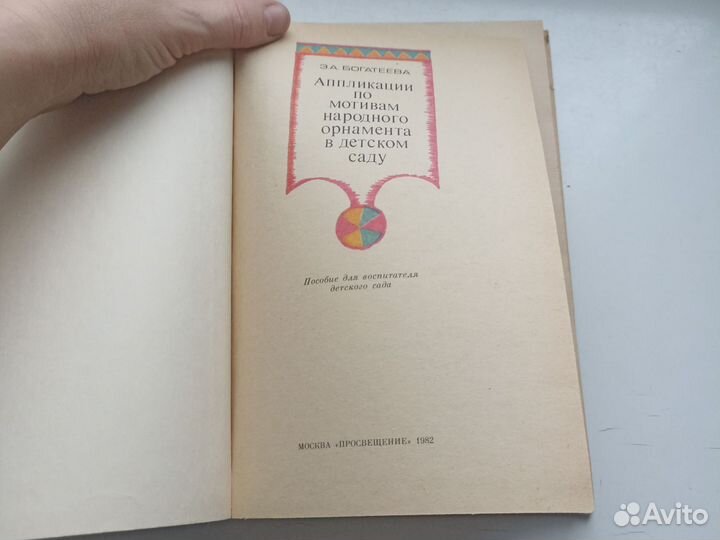 З.А. БОГАТЕЕВА
Аппликации
по
мотивам
народного
орнамента
в детском
саду
Пособие для воспитателя
детского сада
МОСКВА «ПРОСВЕЩЕНИЕ» 1982
Avito